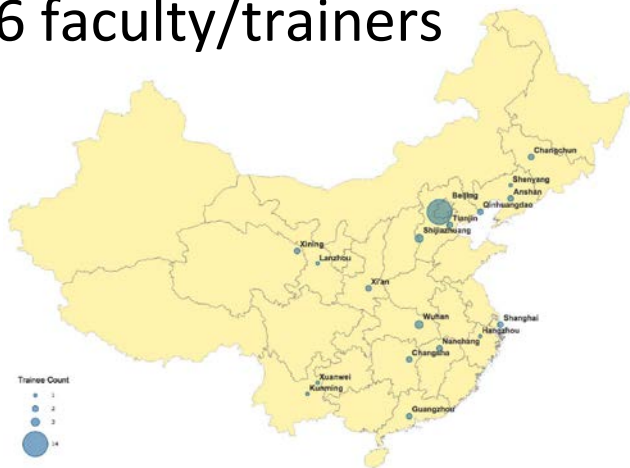 6 faculty/trainers
Changchun
Shenyang
Anshan
Beijing
Qinhuangdao
Tianjin
Shijiazhuang
Xining
Lanzhou
Xi'an
Wuhan
Shanghai
Hangzhou
Nanchang
Changsha
Xuanwei
Kunming
Guangzhou
Trainee Count
1
2
3
14